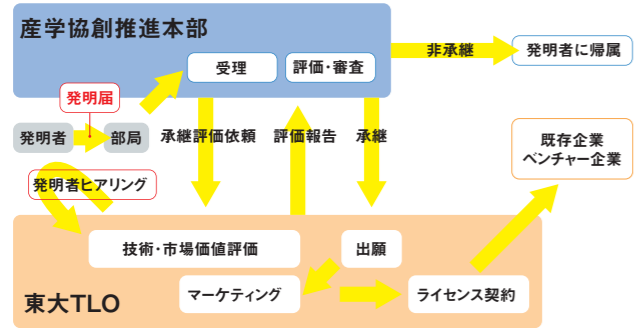 産学協創推進本部
受理
評価・審査
非承継
発明者に帰属
発明届
発明者
部局
承継評価依頼
評価報告
承継
既存企業
ベンチャー企業
発明者ヒアリング
技術・市場価値評価
出願
マーケティング
ライセンス契約
東大TLO